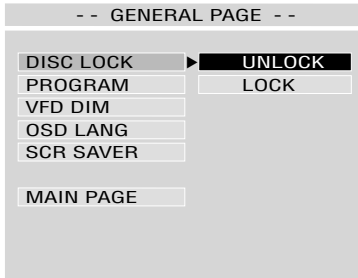 - - GENERAL PAGE - -
DISC LOCK UNLOCK
PROGRAM LOCK
VFD DIM
OSD LANG
SCR SAVER
MAIN PAGE